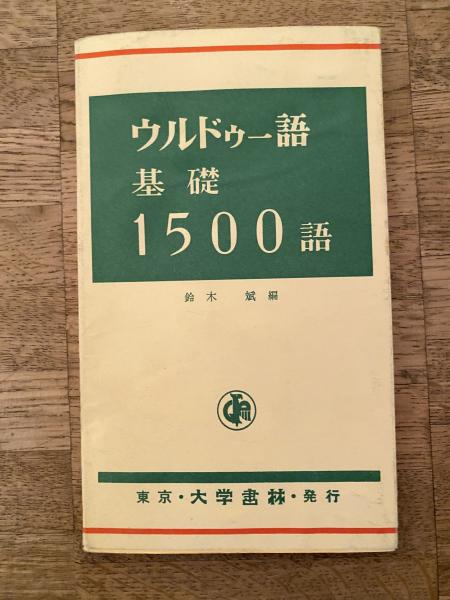 ウルドゥー語
基礎
1500語
鈴木 斌編
東京・大学書林・発行